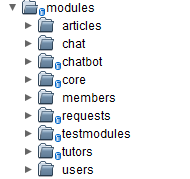 modules
articles
chat
chatbot
core
members
requests
testmodules
tutors
users